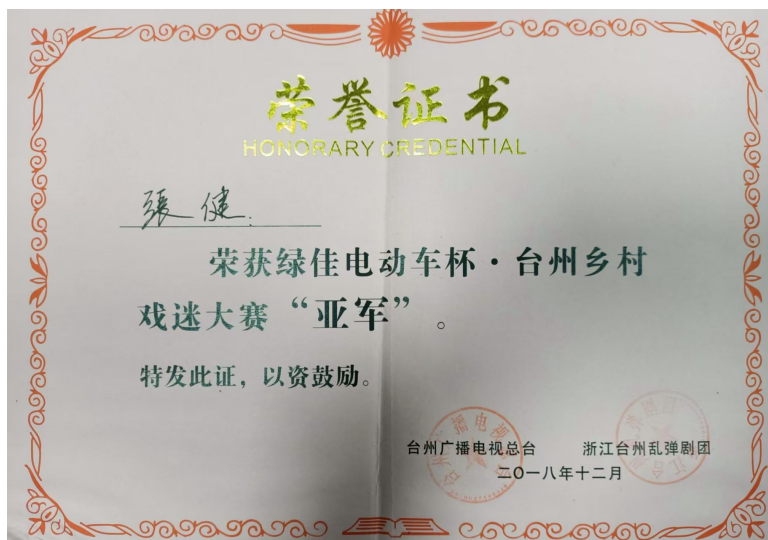 荣誉证书
HONORARY CREDENTIAL
張健.
荣获绿佳电动车杯·台州乡村
戏迷大赛“亚军”。
特发此证，以资鼓励。
台州广播电视总台 浙江台州乱弹剧团
二〇一八年十二月